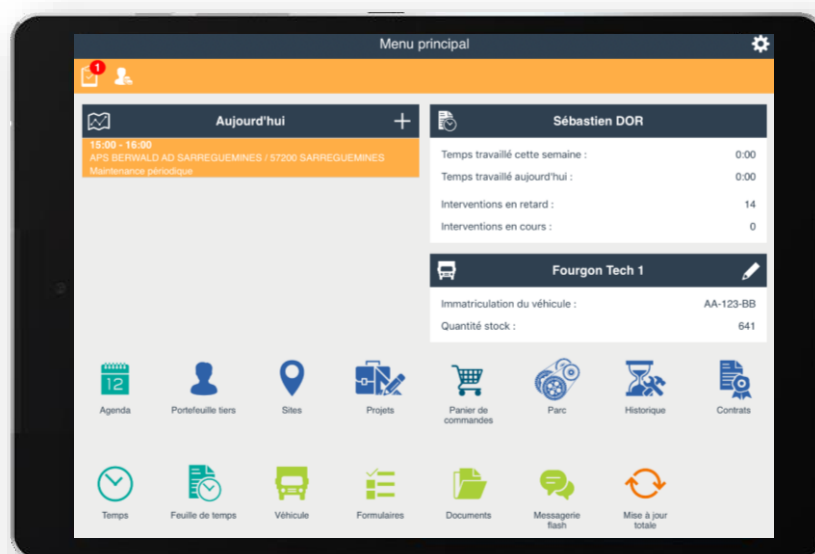 Menu principal
1
Aujourd'hui
15:00 - 16:00
APS BERWALD AD SARREGUEMINES / 57200 SARREGUEMINES
Maintenance périodique
Sébastien DOR
Temps travaillé cette semaine : 0:00
Temps travaillé aujourd'hui : 0:00
Interventions en retard : 14
Interventions en cours : 0
Fourgon Tech 1
Immatriculation du véhicule : AA-123-BB
Quantité stock : 641
12
Agenda
Portefeuille tiers
Sites
Projets
Panier de
commandes
Parc
Historique
Contrats
Temps
Feuille de temps
Véhicule
Formulaires
Documents
Messagerie
flash
Mise à jour
totale